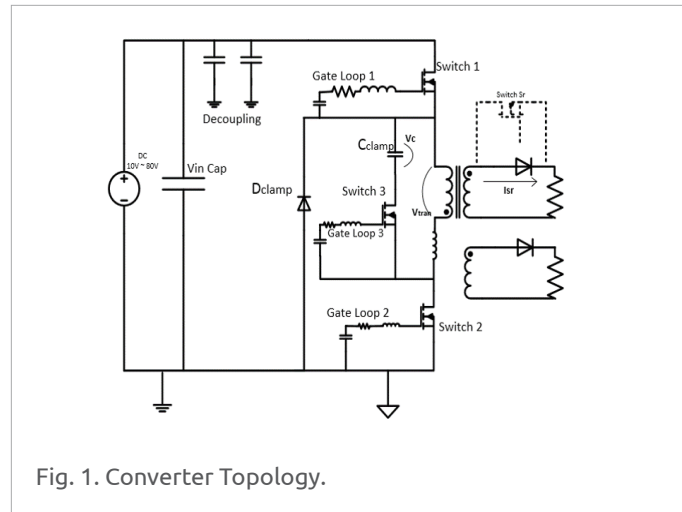 Switch 1
Gate Loop 1
Switch Sr
Decoupling
Cclamp
Vc
DC
10V ~ 80V
Vin Cap
Dclamp
Switch 3
Isr
Vtran
Gate Loop 3
Gate Loop 2
Switch 2
Fig. 1. Converter Topology.